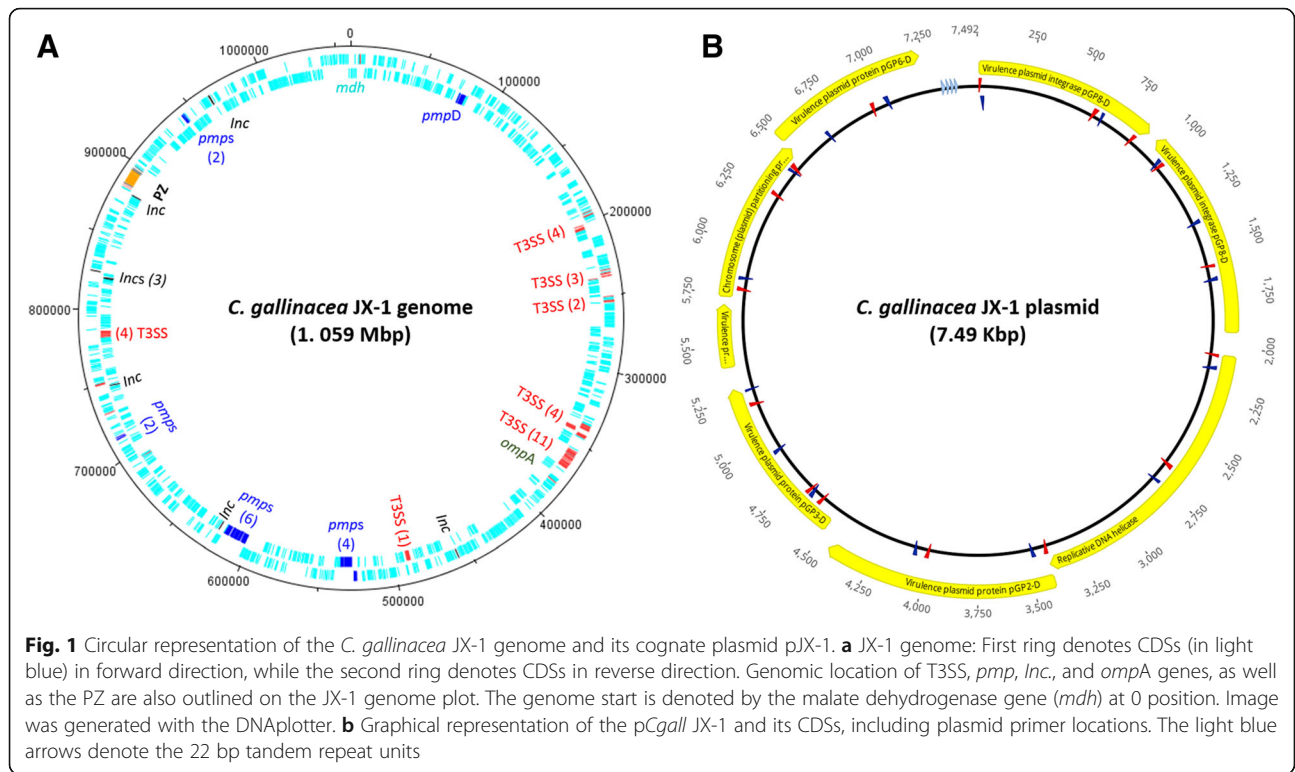 A
0
100000
200000
300000
400000
500000
600000
700000
800000
900000
1000000
mdh
pmpD
T3SS (4)
T3SS (3)
T3SS (2)
T3SS (4)
T3SS (11)
ompA
Inc
T3SS (1)
pmps
(4)
pmps
(6)
Inc
pmps
(2)
Inc
(4) T3SS
Incs (3)
Inc
PZ
pmps
(2)
Inc
C. gallinacea JX-1 genome
(1. 059 Mbp)
B
7,492
250
500
750
1,000
1,250
1,500
1,750
2,000
2,250
2,500
2,750
3,000
3,250
3,500
3,750
4,000
4,250
4,500
4,750
5,000
5,250
5,500
5,750
6,000
6,250
6,500
6,750
7,000
7,250
Virulence plasmid integrase pGP8-D
Virulence plasmid integrase pGP8-D
Replicative DNA helicase
Virulence plasmid protein pGP2-D
Virulence plasmid protein pGP3-D
Virulence pr...
Chromosome (plasmid) partitioning pr...
Virulence plasmid protein pGP6-D
C. gallinacea JX-1 plasmid
(7.49 Kbp)
Fig. 1 Circular representation of the C. gallinacea JX-1 genome and its cognate plasmid pJX-1. a JX-1 genome: First ring denotes CDSs (in light
blue) in forward direction, while the second ring denotes CDSs in reverse direction. Genomic location of T3SS, pmp, Inc., and ompA genes, as well
as the PZ are also outlined on the JX-1 genome plot. The genome start is denoted by the malate dehydrogenase gene (mdh) at 0 position. Image
was generated with the DNAplotter. b Graphical representation of the pCgall JX-1 and its CDSs, including plasmid primer locations. The light blue
arrows denote the 22 bp tandem repeat units